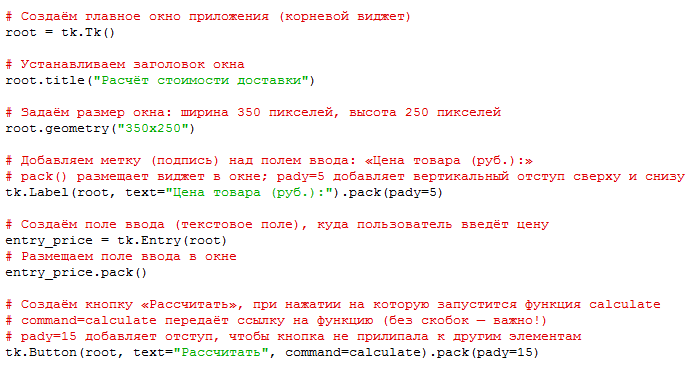 # Создаём главное окно приложения (корневой виджет)
root = tk.Tk()
# Устанавливаем заголовок окна
root.title("Расчёт стоимости доставки")
# Задаём размер окна: ширина 350 пикселей, высота 250 пикселей
root.geometry("350x250")
# Добавляем метку (подпись) над полем ввода: «Цена товара (руб.):»
# pack() размещает виджет в окне; pady=5 добавляет вертикальный отступ сверху и снизу
tk.Label(root, text="Цена товара (руб.):").pack(pady=5)
# Создаём поле ввода (текстовое поле), куда пользователь введёт цену
entry_price = tk.Entry(root)
# Размещаем поле ввода в окне
entry_price.pack()
# Создаём кнопку «Рассчитать», при нажатии на которую запустится функция calculate
# command=calculate передаёт ссылку на функцию (без скобок — важно!)
# pady=15 добавляет отступ, чтобы кнопка не прилипала к другим элементам
tk.Button(root, text="Рассчитать", command=calculate).pack(pady=15)